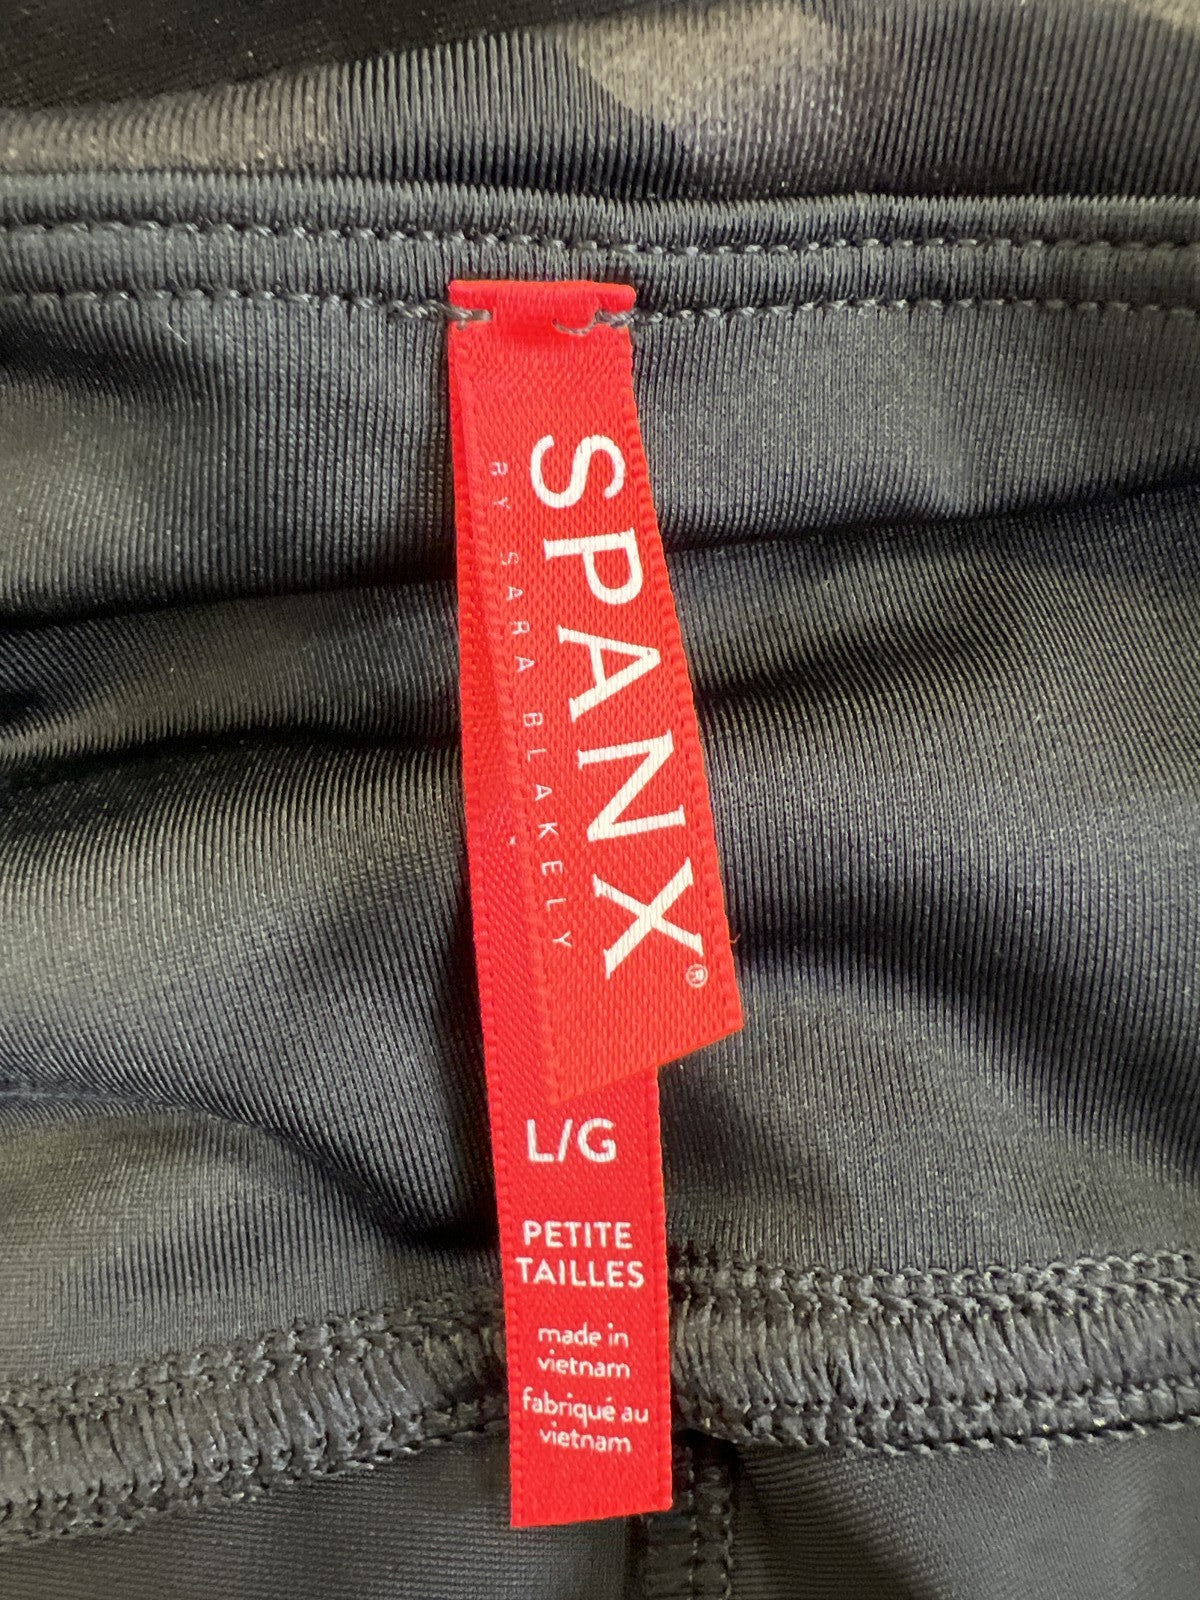 SPANX®
BY SARA BLAKELY
L/G
PETITE
TAILLES
made in
vietnam
fabriqué au
vietnam